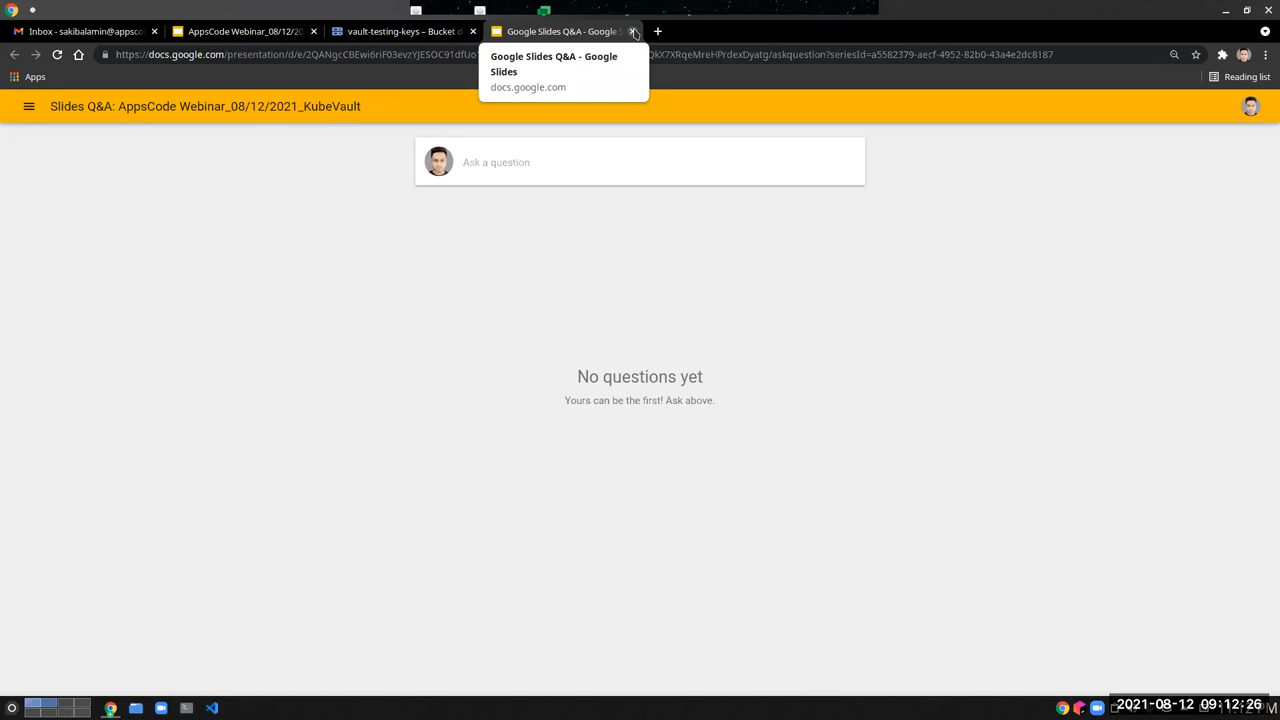 Inbox - sakibalamin@appsco
AppsCode Webinar_08/12/20
vault-testing-keys – Bucket d
Google Slides Q&A - Google S
Google Slides Q&A - Google
Slides
docs.google.com
Apps
Reading list
Slides Q&A: AppsCode Webinar_08/12/2021_KubeVault
Ask a question
No questions yet
Yours can be the first! Ask above.
2021-08-12 09:12:26